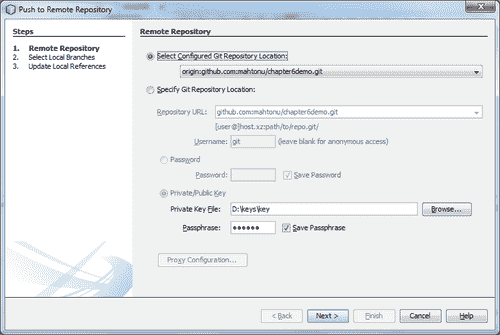 Push to Remote Repository
Steps
1. Remote Repository
2. Select Local Branches
3. Update Local References
Remote Repository
Select Configured Git Repository Location:
origin:github.com:mahtonu/chapter6demo.git
Specify Git Repository Location:
Repository URL: github.com:mahtonu/chapter6demo.git
[user@]host.xz:path/to/repo.git/
Username: git (leave blank for anonymous access)
Password
Password: Save Password
Private/Public Key
Private Key File: D:\keys\key Browse...
Passphrase: ●●●●●● Save Passphrase
Proxy Configuration...
< Back Next > Finish Cancel Help